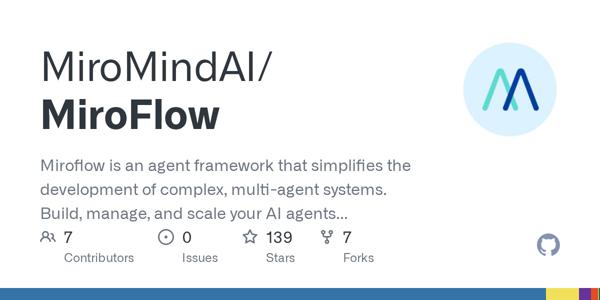 MiroMindAI/
MiroFlow
Miroflow is an agent framework that simplifies the
development of complex, multi-agent systems.
Build, manage, and scale your AI agents...
7 0 139 7
Contributors Issues Stars Forks